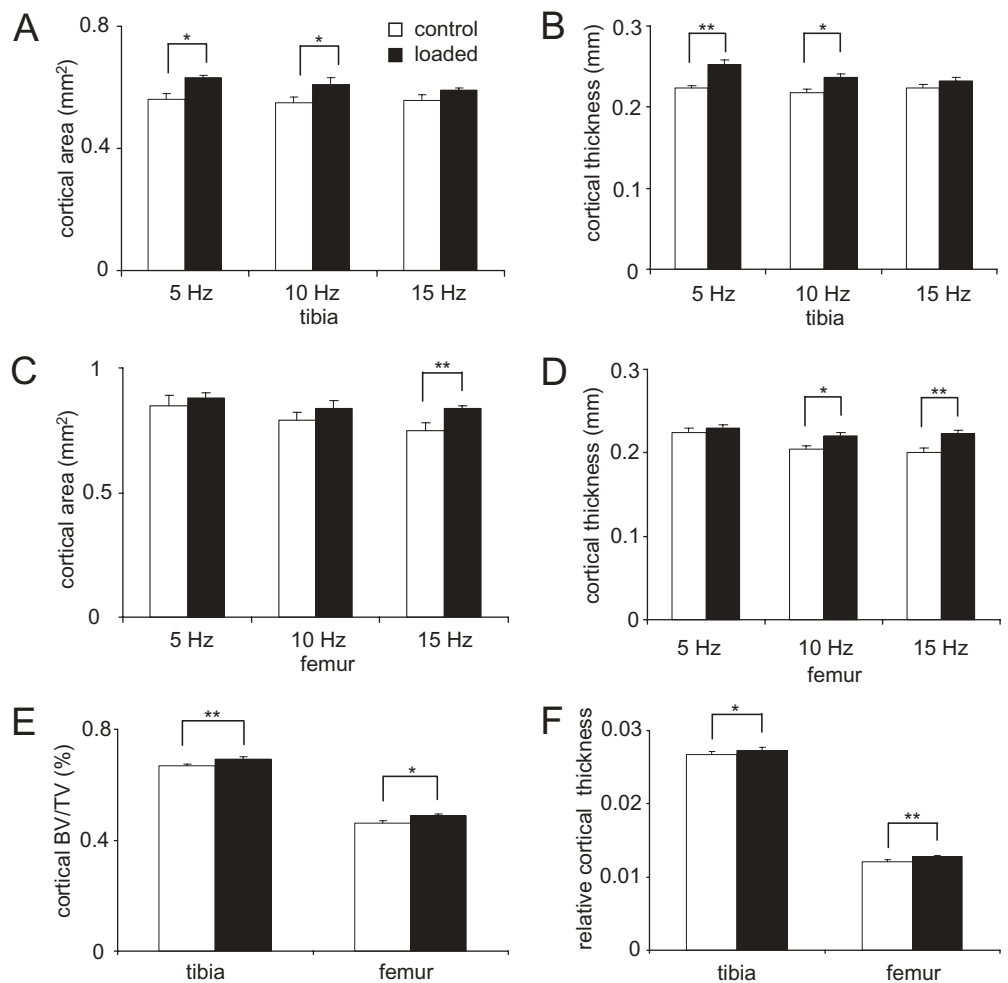 A
cortical area (mm²)
0.8
0.4
0
control
loaded
*
*
5 Hz
10 Hz
15 Hz
tibia
B
cortical thickness (mm)
0.3
0.2
0.1
0
**
*
5 Hz
10 Hz
15 Hz
tibia
C
cortical area (mm²)
1
0.5
0
**
5 Hz
10 Hz
15 Hz
femur
D
cortical thickness (mm)
0.3
0.2
0.1
0
*
**
5 Hz
10 Hz
15 Hz
femur
E
cortical BV/TV (%)
0.8
0.4
0
**
*
tibia
femur
F
relative cortical thickness
0.03
0.02
0.01
0
*
**
tibia
femur